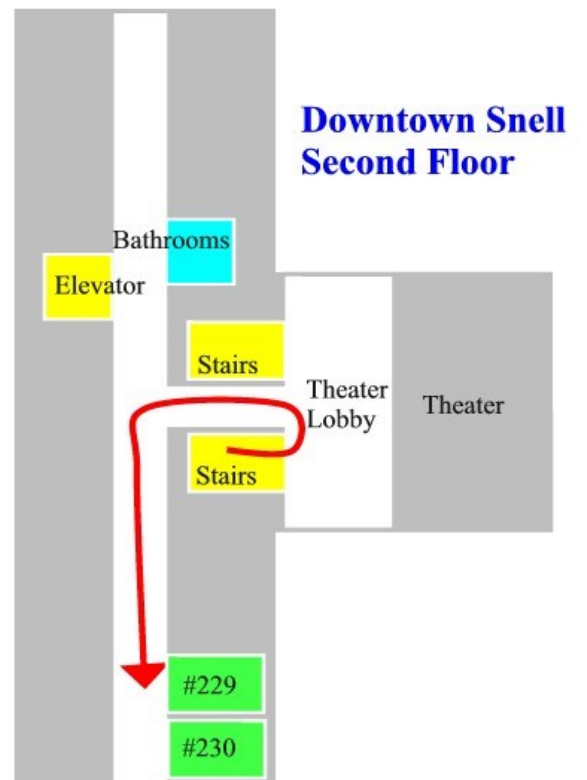 Downtown Snell
Second Floor
Bathrooms
Elevator
Stairs
Theater
Lobby
Theater
Stairs
#229
#230